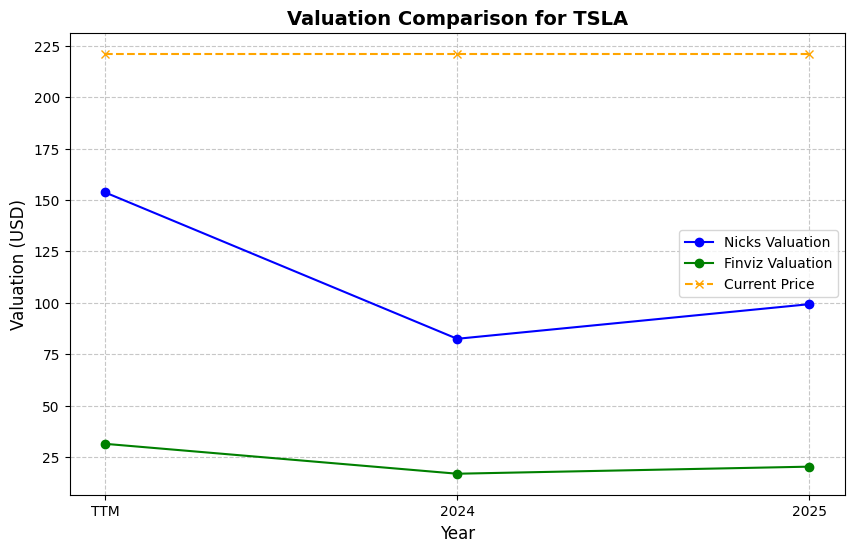 Valuation Comparison for TSLA
Valuation (USD)
225
200
175
150
125
100
75
50
25
Nicks Valuation
Finviz Valuation
Current Price
TTM
2024
2025
Year